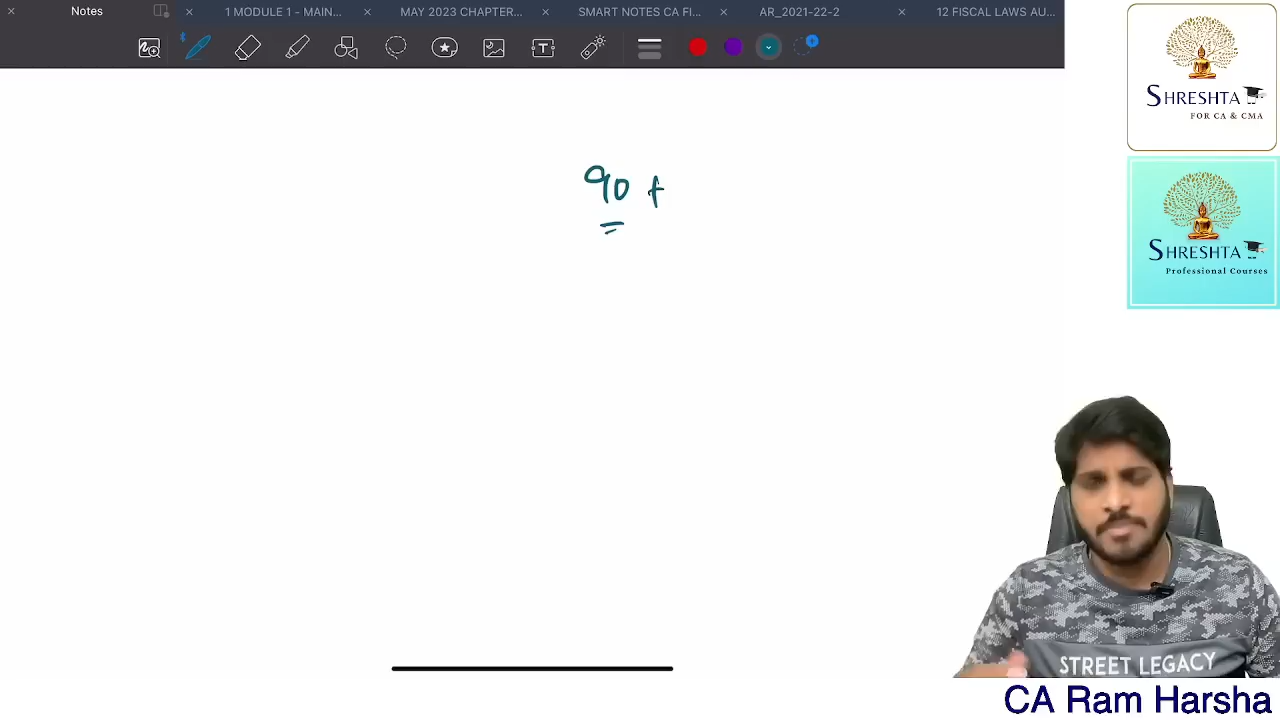 Notes
1 MODULE 1 - MAIN...
MAY 2023 CHAPTER...
SMART NOTES CA FI...
AR_2021-22-2
12 FISCAL LAWS AU...
90 +
SHRESHTA
FOR CA & CMA
SHRESHTA
Professional Courses
STREET LEGACY
CA Ram Harsha